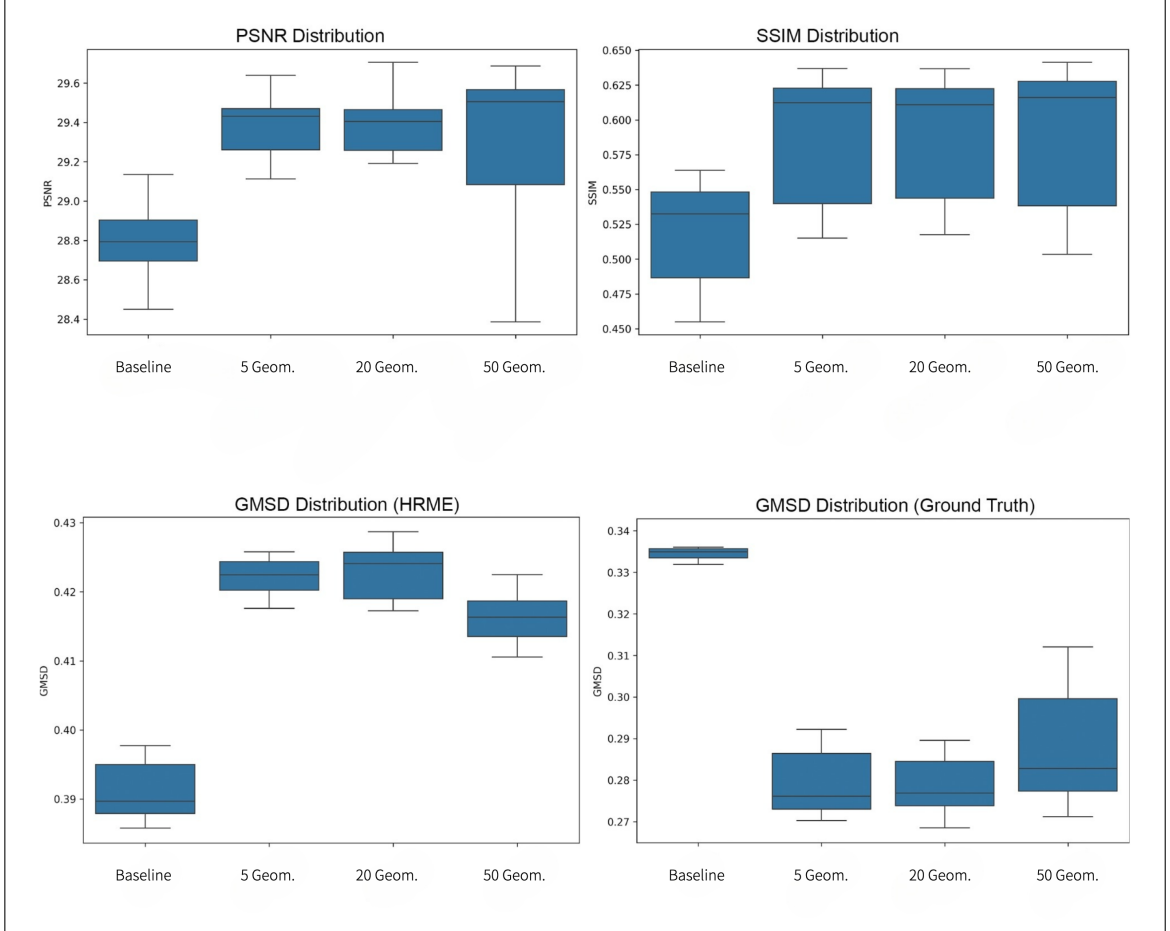 PSNR Distribution
PSNR
29.6
29.4
29.2
29.0
28.8
28.6
28.4
Baseline 5 Geom. 20 Geom. 50 Geom.
SSIM Distribution
SSIM
0.650
0.625
0.600
0.575
0.550
0.525
0.500
0.475
0.450
Baseline 5 Geom. 20 Geom. 50 Geom.
GMSD Distribution (HRME)
GMSD
0.43
0.42
0.41
0.40
0.39
Baseline 5 Geom. 20 Geom. 50 Geom.
GMSD Distribution (Ground Truth)
GMSD
0.34
0.33
0.32
0.31
0.30
0.29
0.28
0.27
Baseline 5 Geom. 20 Geom. 50 Geom.